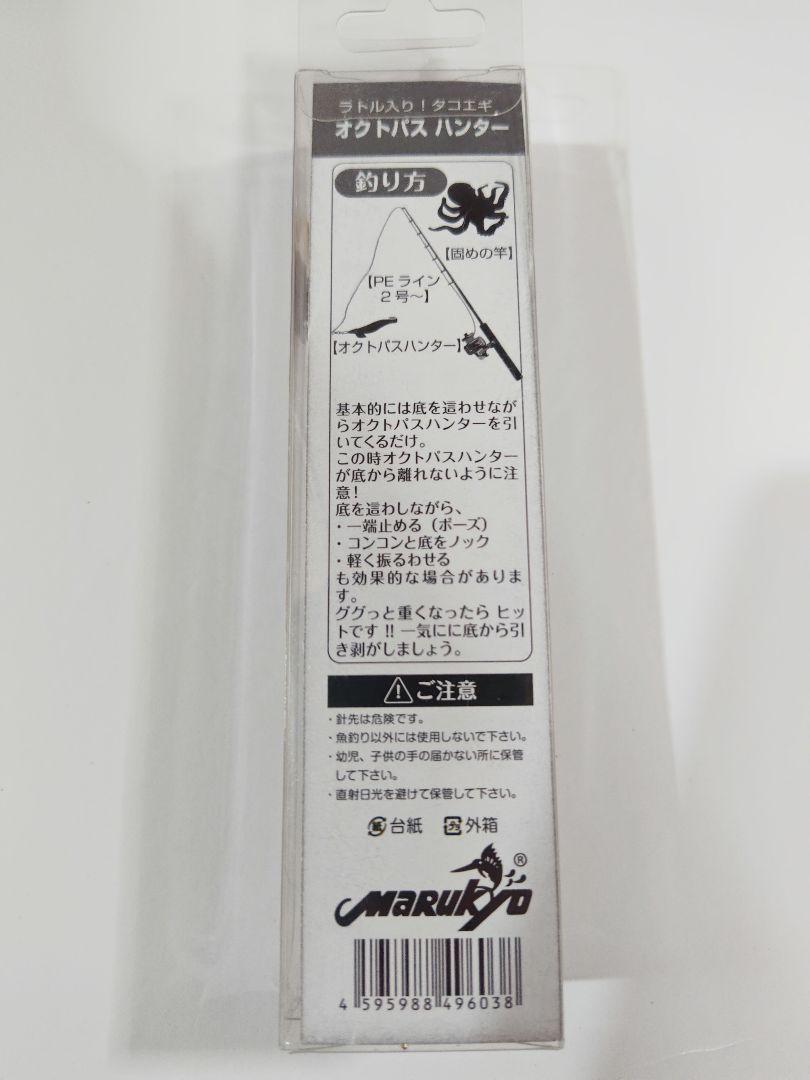 ラトル入り!タコエギ
オクトパス ハンター
釣り方
【固めの竿】
【PEライン
2号〜】
【オクトパスハンター】
基本的には底を這わせなが
らオクトパスハンターを引
いてくるだけ。
この時オクトパスハンター
が底から離れないように注
意!
底を這わしながら、
・一端止める(ポーズ)
・コンコンと底をノック
・軽く振るわせる
も効果的な場合がありま
す。
ググっと重くなったら ヒッ
トです!! 一気にに底から引
き剥がしましょう。
ご注意
・針先は危険です。
・魚釣り以外には使用しないで下さい。
・幼児、子供の手の届かない所に保管
して下さい。
・直射日光を避けて保管して下さい。
紙 台紙 プラ 外箱
MARUKYO®
4 595988 496038